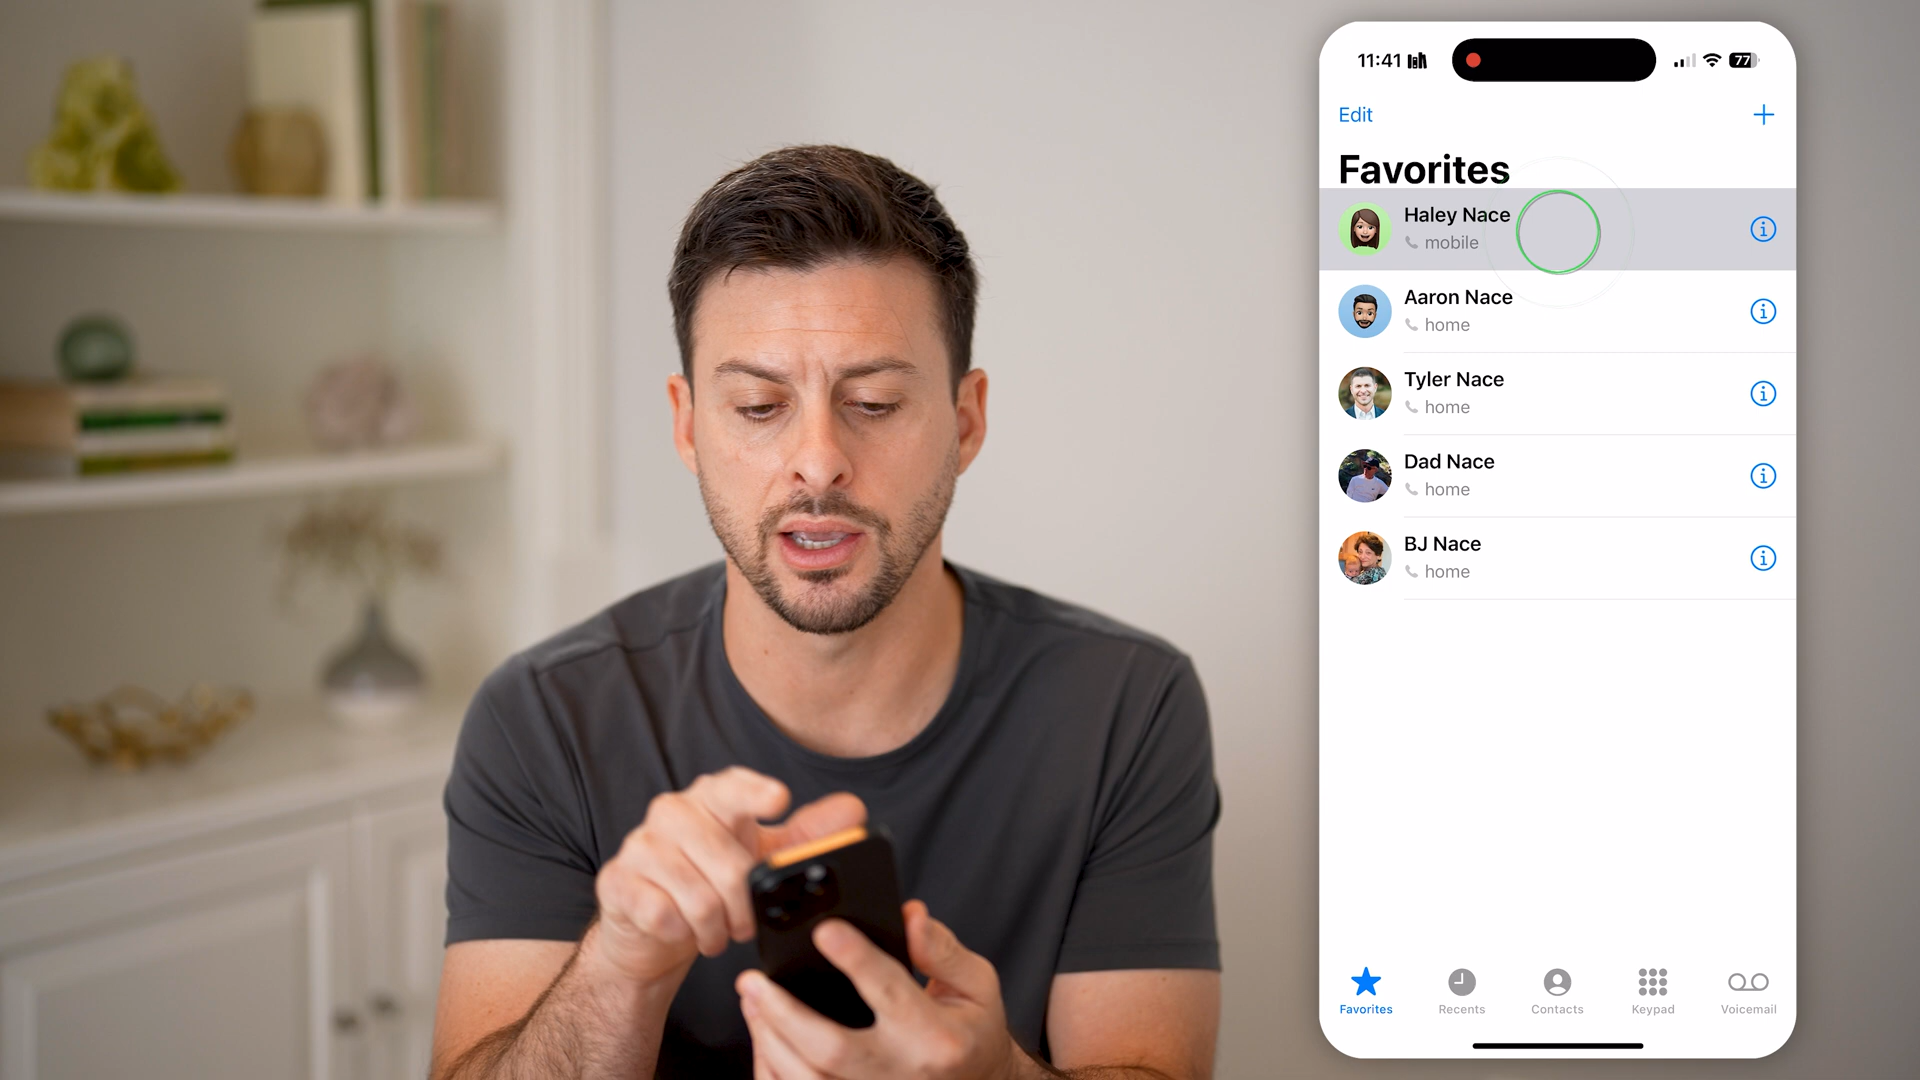 11:41
77
Edit
Favorites
Haley Nace
mobile
Aaron Nace
home
Tyler Nace
home
Dad Nace
home
BJ Nace
home
Favorites
Recents
Contacts
Keypad
Voicemail